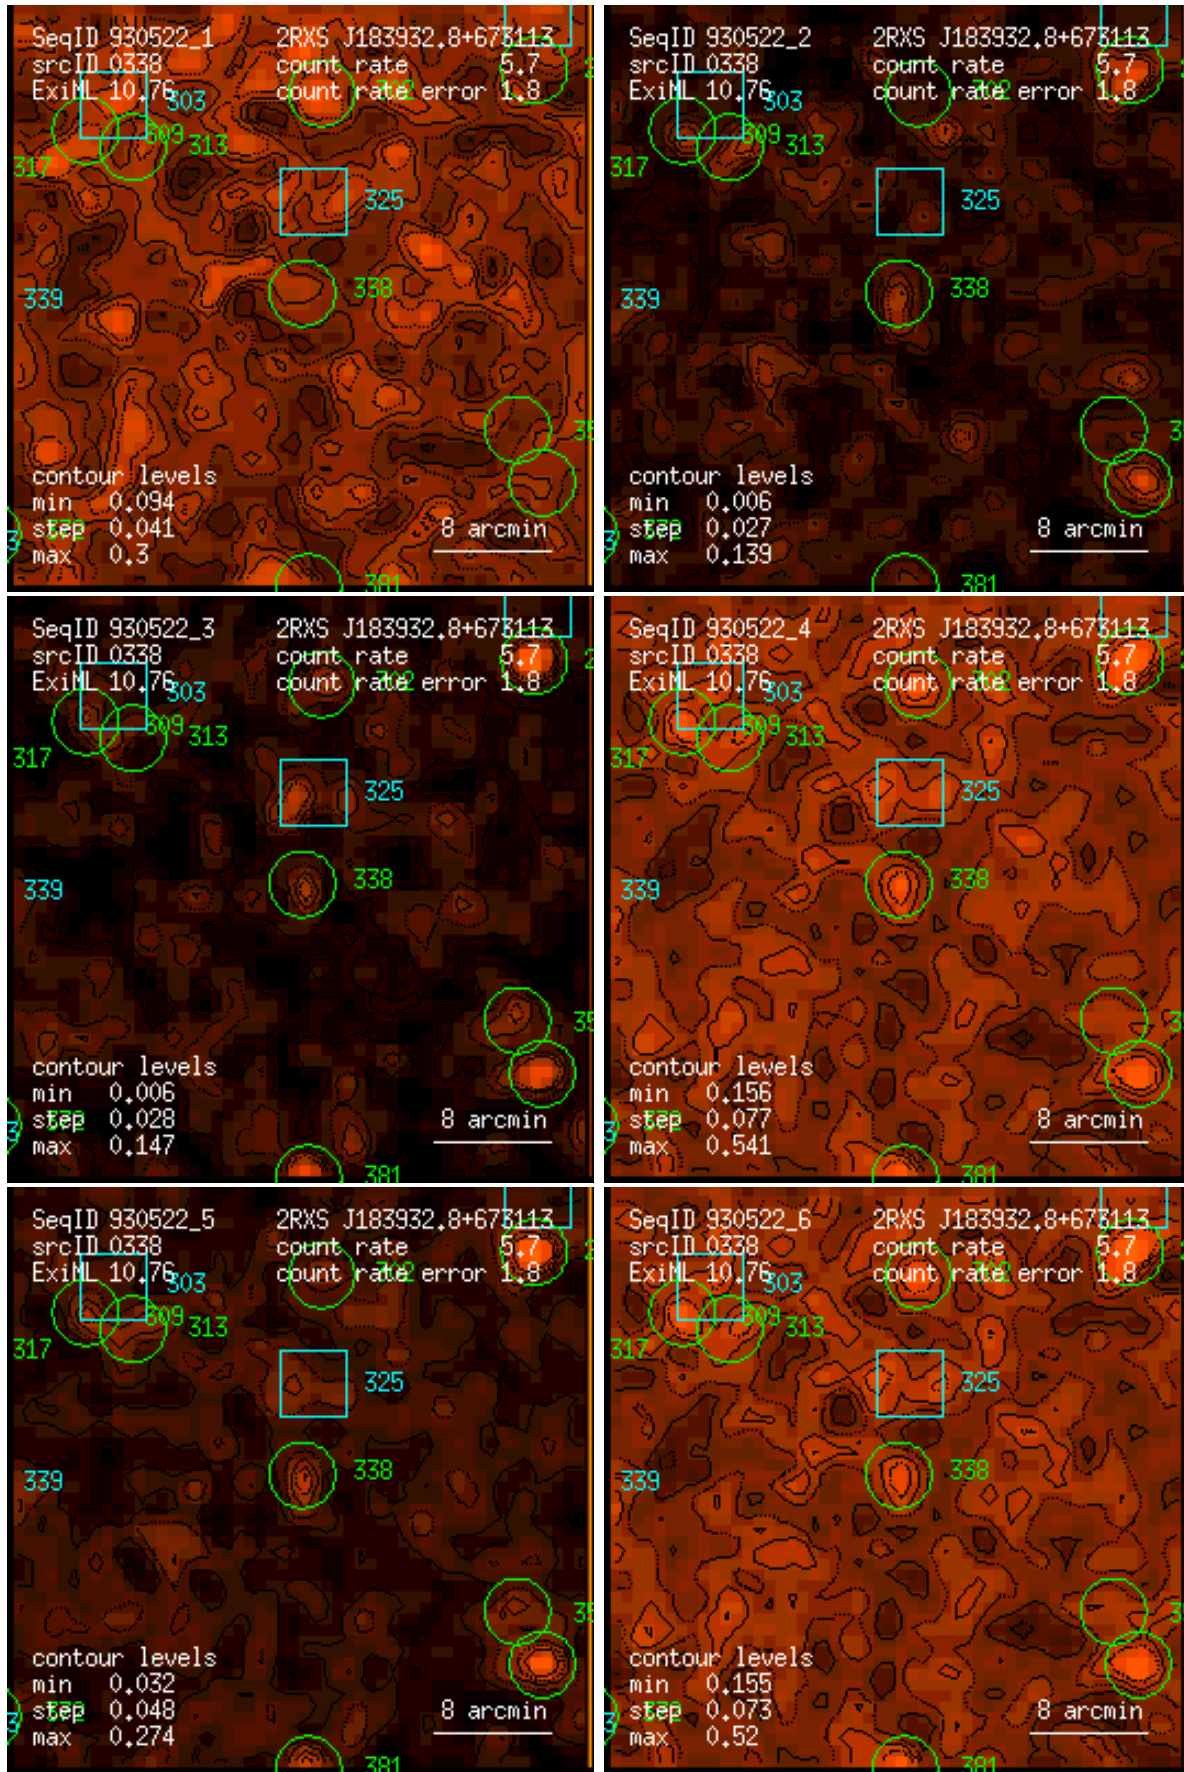 SeqID 930522_1 2RXS J183932.8+673113
srcID 0338 count rate 5.7
ExiML 10.76 count rate error 1.8
303
309 313
317
325
339
338
contour levels
min 0.094
step 0.041
max 0.3
8 arcmin
381
SeqID 930522_2 2RXS J183932.8+673113
srcID 0338 count rate 5.7
ExiML 10.76 count rate error 1.8
303
309 313
317
325
339
338
contour levels
min 0.006
step 0.027
max 0.139
8 arcmin
381
SeqID 930522_3 2RXS J183932.8+673113
srcID 0338 count rate 5.7
ExiML 10.76 count rate error 1.8
303
309 313
317
325
339
338
contour levels
min 0.006
step 0.028
max 0.147
8 arcmin
381
SeqID 930522_4 2RXS J183932.8+673113
srcID 0338 count rate 5.7
ExiML 10.76 count rate error 1.8
303
309 313
317
325
339
338
contour levels
min 0.156
step 0.077
max 0.541
8 arcmin
381
SeqID 930522_5 2RXS J183932.8+673113
srcID 0338 count rate 5.7
ExiML 10.76 count rate error 1.8
303
309 313
317
325
339
338
contour levels
min 0.032
step 0.048
max 0.274
8 arcmin
381
SeqID 930522_6 2RXS J183932.8+673113
srcID 0338 count rate 5.7
ExiML 10.76 count rate error 1.8
303
309 313
317
325
339
338
contour levels
min 0.155
step 0.073
max 0.52
8 arcmin
381